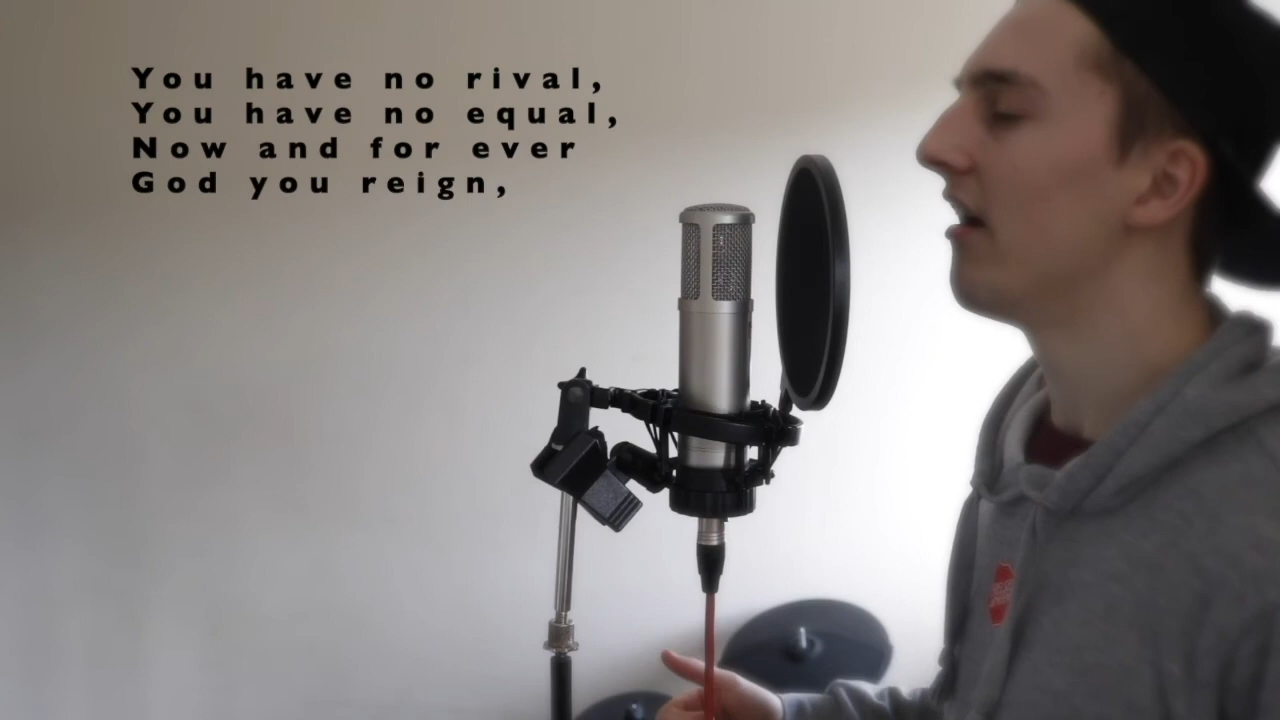 You have no rival,
You have no equal,
Now and for ever
God you reign,